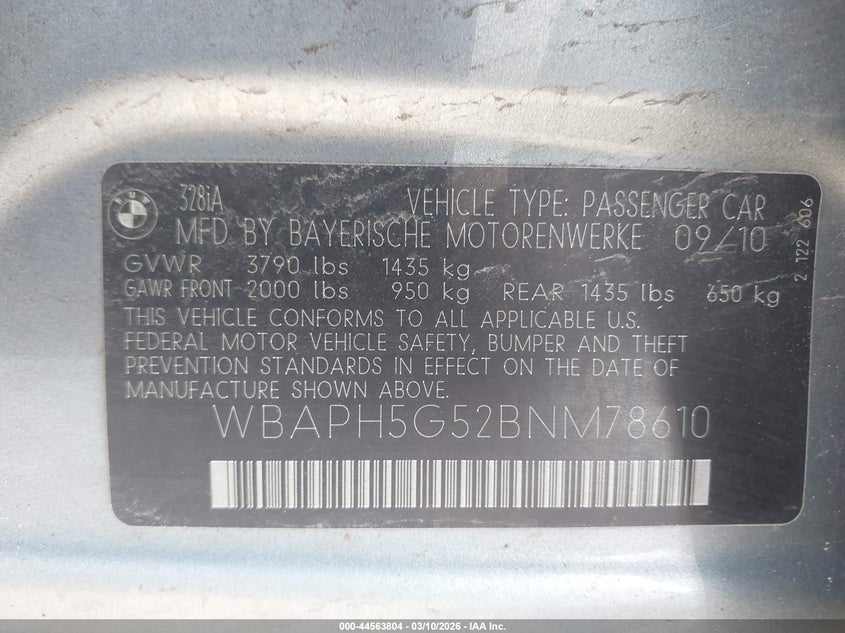 BMW
328iA VEHICLE TYPE: PASSENGER CAR
MFD BY BAYERISCHE MOTORENWERKE 09/10
GVWR 3790 lbs 1435 kg
GAWR FRONT 2000 lbs 950 kg REAR 1435 lbs 650 kg
THIS VEHICLE CONFORMS TO ALL APPLICABLE U.S.
FEDERAL MOTOR VEHICLE SAFETY, BUMPER AND THEFT
PREVENTION STANDARDS IN EFFECT ON THE DATE OF
MANUFACTURE SHOWN ABOVE.
WBAPH5G52BNM78610
2 122 606
000-44563804 - 03/10/2026 - IAA Inc.